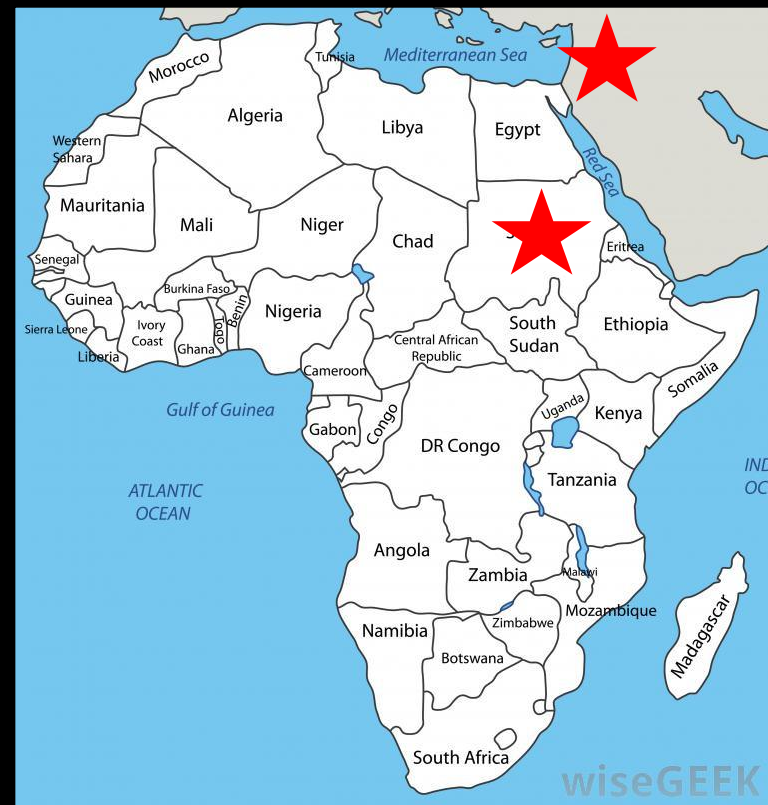 Mediterranean Sea
Tunisia
Morocco
Algeria
Libya
Egypt
Western
Sahara
Red Sea
Mauritania
Mali
Niger
Chad
Eritrea
Senegal
Burkina Faso
Guinea
Benin
Nigeria
Togo
Sierra Leone
Ivory
Coast
Ghana
Liberia
South
Sudan
Ethiopia
Central African
Republic
Cameroon
Somalia
Gulf of Guinea
Gabon
Congo
Uganda
Kenya
DR Congo
IND
OC
ATLANTIC
OCEAN
Tanzania
Angola
Zambia
Malawi
Mozambique
Zimbabwe
Namibia
Botswana
Madagascar
South Africa
wiseGEEK